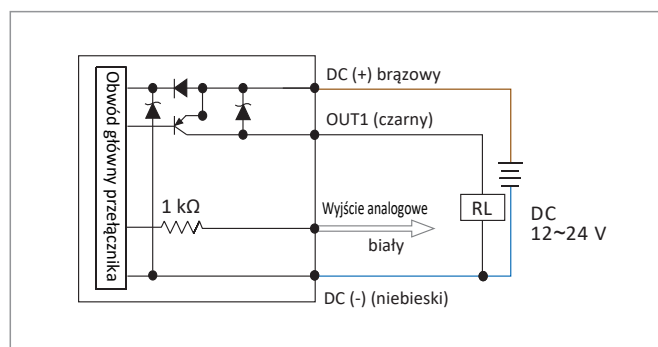 DC (+) brązowy
Obwód główny przełącznika
OUT1 (czarny)
1 kΩ
Wyjście analogowe
biały
RL
DC
12~24 V
DC (-) (niebieski)